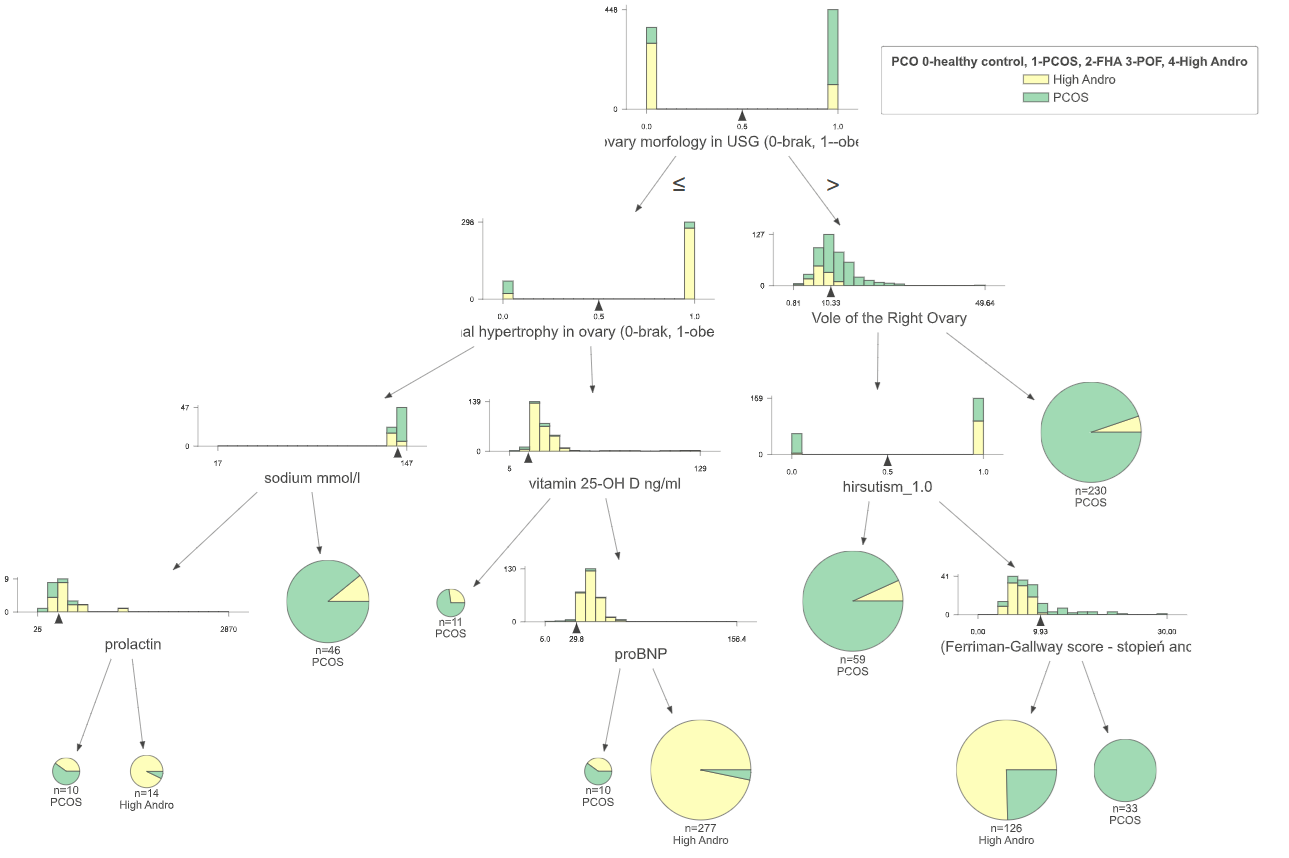 448
0
0.0 0.5 1.0
ovary morfology in USG (0-brak, 1--obe
PCO 0-healthy control, 1-PCOS, 2-FHA 3-POF, 4-High Andro
High Andro
PCOS
≤ >
298
0
0.0 0.5 1.0
al hypertrophy in ovary (0-brak, 1-obe
127
0
0.81 10.33 49.64
Vole of the Right Ovary
47
0
17 147
sodium mmol/l
139
0
5 129
vitamin 25-OH D ng/ml
159
0
0.0 0.5 1.0
hirsutism_1.0
n=230
PCOS
9
0
26 2870
prolactin
n=46
PCOS
n=11
PCOS
130
0
6.0 29.8 156.4
proBNP
n=59
PCOS
41
0
0.00 9.93 30.00
(Ferriman-Gallway score - stopień anc
n=10
PCOS
n=14
High Andro
n=10
PCOS
n=277
High Andro
n=126
High Andro
n=33
PCOS